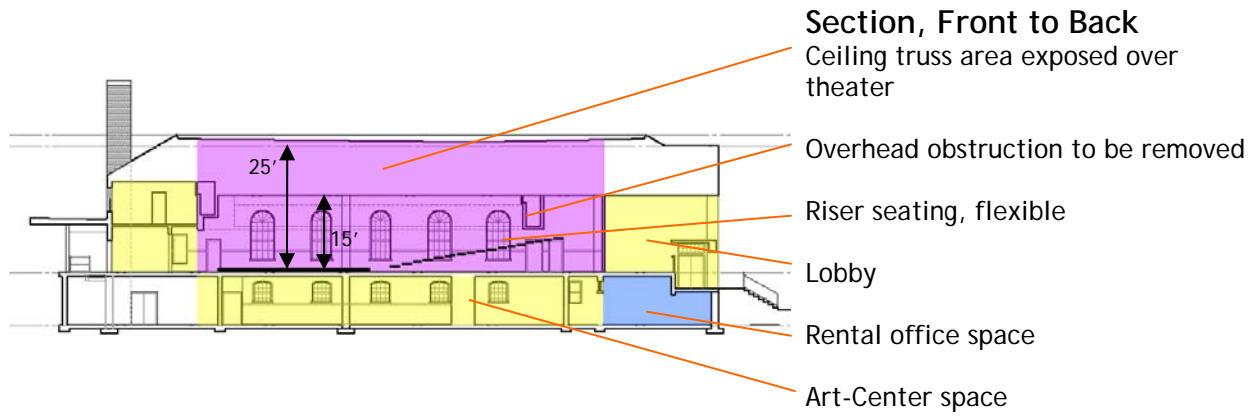 Section, Front to Back
Ceiling truss area exposed over
theater
Overhead obstruction to be removed
25’
Riser seating, flexible
15’
Lobby
Rental office space
Art-Center space